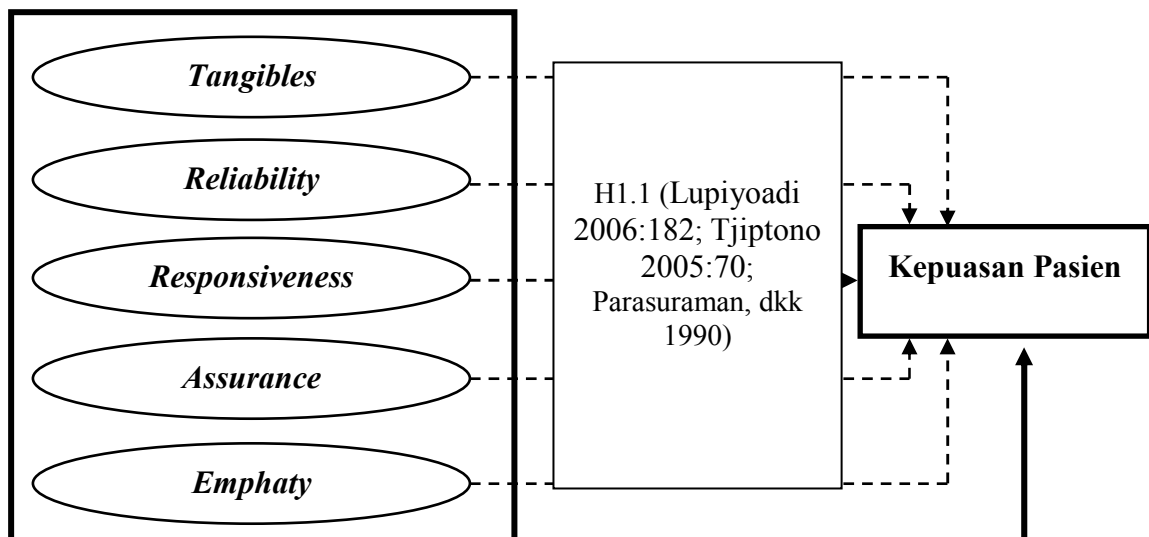 Tangibles
Reliability
Responsiveness
Assurance
Emphaty
H1.1 (Lupiyoadi
2006:182; Tjiptono
2005:70;
Parasuraman, dkk
1990)
Kepuasan Pasien